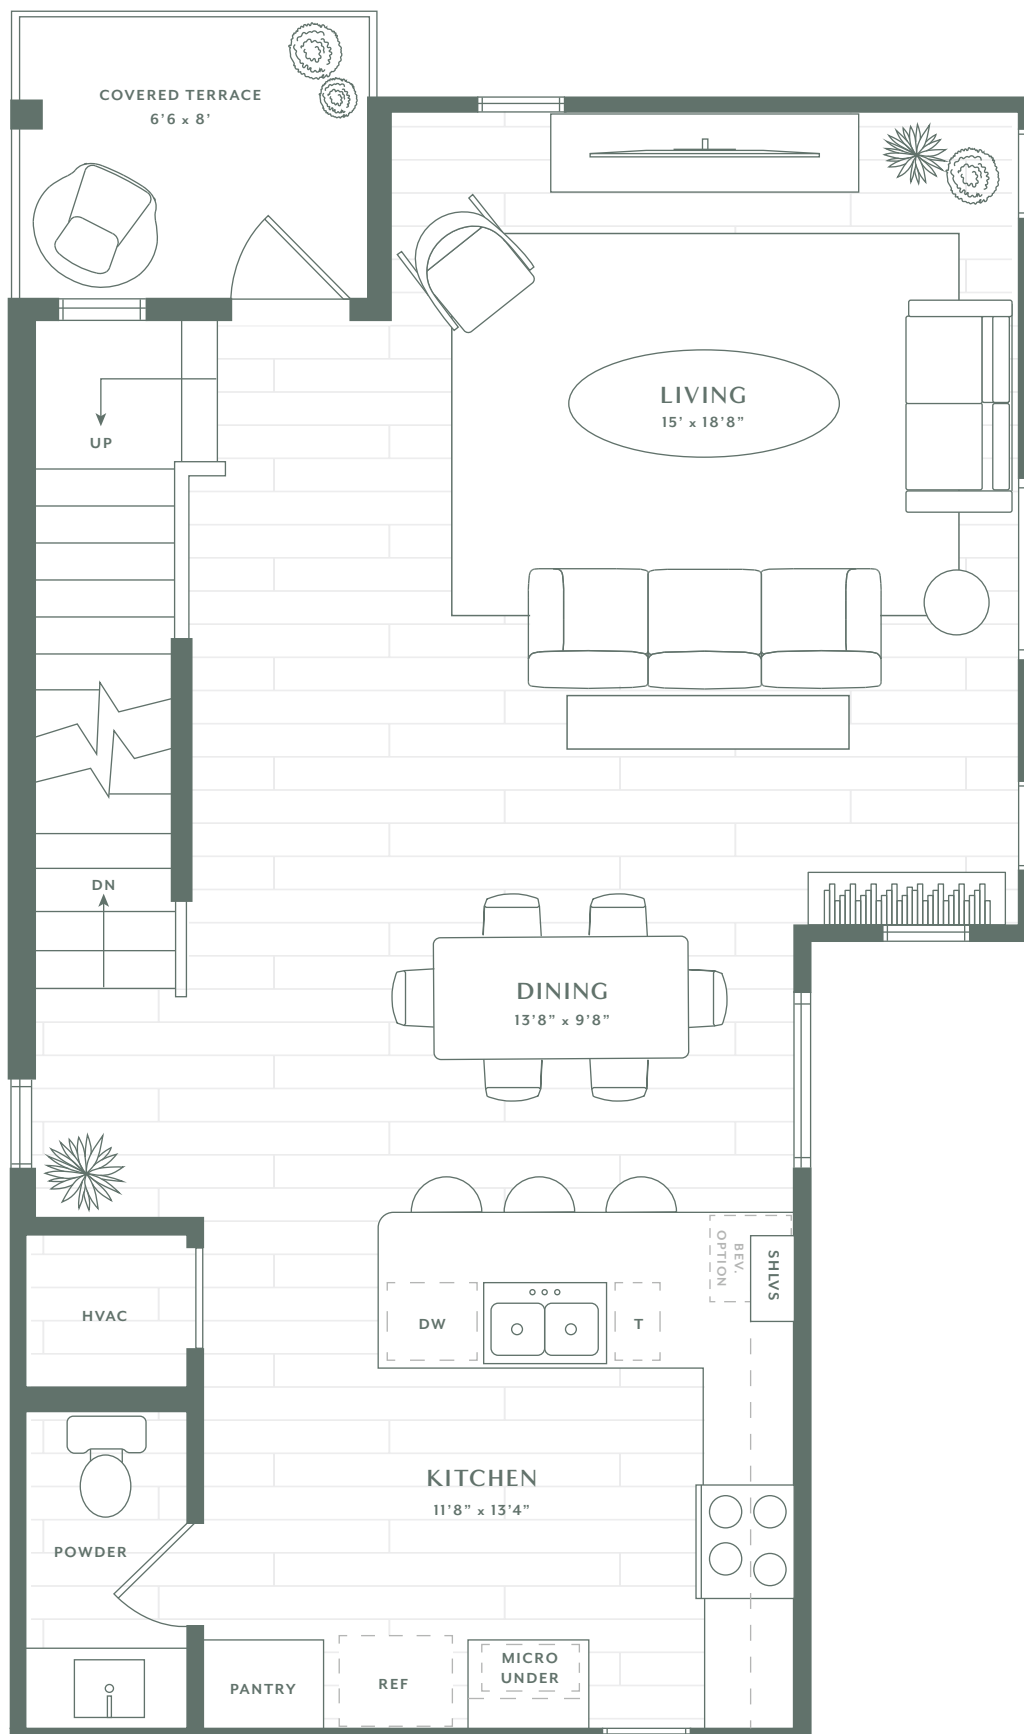 COVERED TERRACE
6’6 x 8’
LIVING
15’ x 18’8”
UP
DN
DINING
13’8” x 9’8”
BEV.
OPTION
SHLVS
HVAC
DW
T
KITCHEN
11’8” x 13’4”
POWDER
PANTRY
REF
MICRO
UNDER